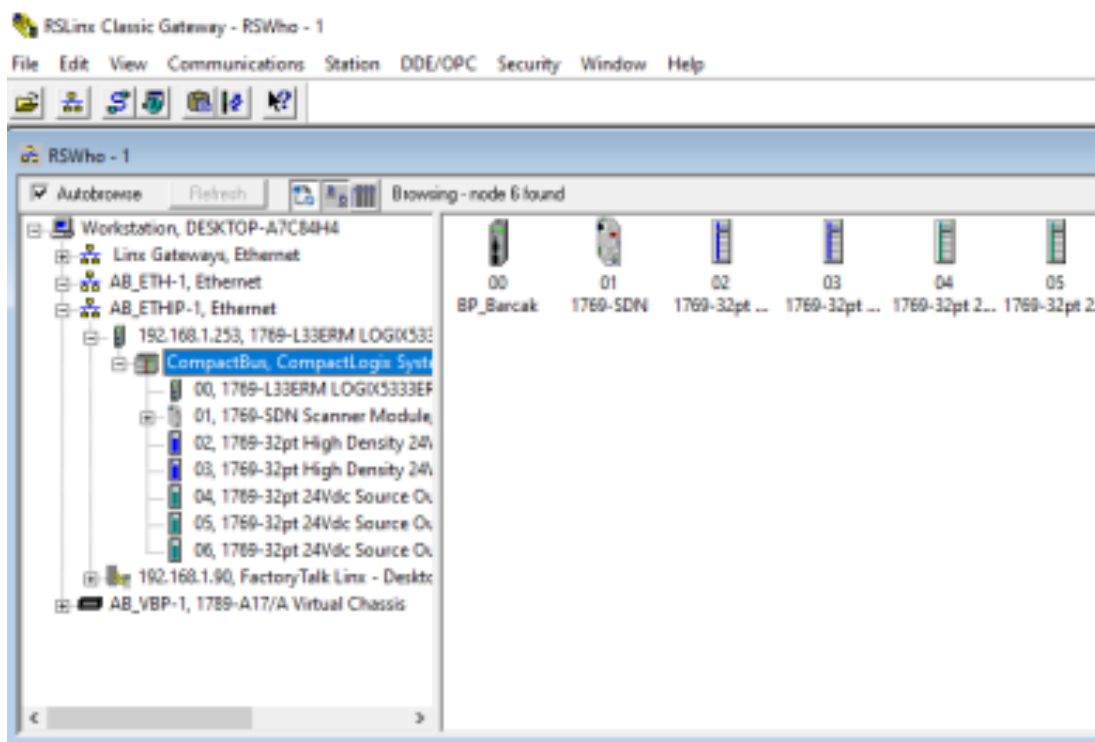 RSLinx Classic Gateway - RSWho - 1
File Edit View Communications Station DDE/OPC Security Window Help
RSWho - 1
Autobrowse Refresh Browsing - node 6 found
Workstation, DESKTOP-A7C84H4
Linx Gateways, Ethernet
AB_ETH-1, Ethernet
AB_ETHIP-1, Ethernet
192.168.1.253, 1769-L33ERM LOGIX533
CompactBus, CompactLogix Syste
00, 1769-L33ERM LOGIX5333ER
01, 1769-SDN Scanner Module,
02, 1769-32pt High Density 24V
03, 1769-32pt High Density 24V
04, 1769-32pt 24Vdc Source Ou
05, 1769-32pt 24Vdc Source Ou
06, 1769-32pt 24Vdc Source Ou
192.168.1.90, FactoryTalk Linx - Deskto
AB_VBP-1, 1789-A17/A Virtual Chassis
00 01 02 03 04 05
BP_Barcak 1769-SDN 1769-32pt ... 1769-32pt ... 1769-32pt 2... 1769-32pt 2